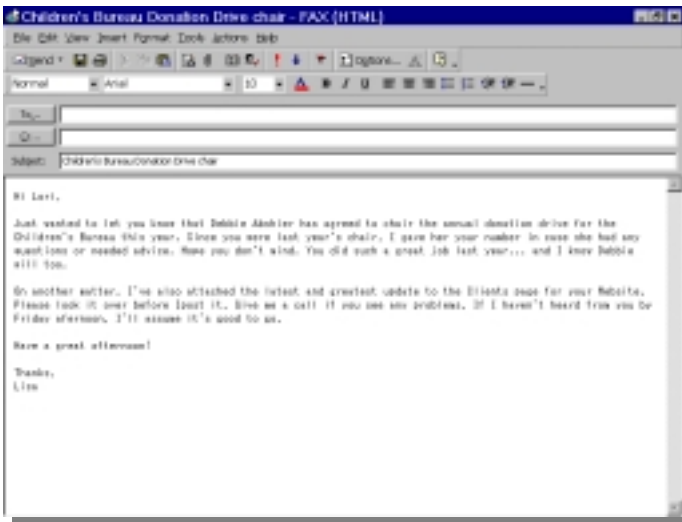 Children's Bureau Donation Drive chair - FAX (HTML)
File Edit View Insert Format Tools Actions Help
Send Options...
Normal Arial 10 A B I U
To...
Cc...
Subject: Children's Bureau Donation Drive chair
Hi Lori,
Just wanted to let you know that Debbie has agreed to chair the annual donation drive for the
Children's Bureau this year. Since you were last year's chair, I gave her your number in case she had any
questions or needed advice. Hope you don't mind. You did such a great job last year... and I know Debbie
will too.
On another matter, I've also attached the latest and greatest update to the Clients page for your Website.
Please look it over before Ipost it. Give me a call if you see any problems. If I haven't heard from you by
Friday afernoon, I'll assume it's good to go.
Have a great afternoon!
Thanks,
Lisa